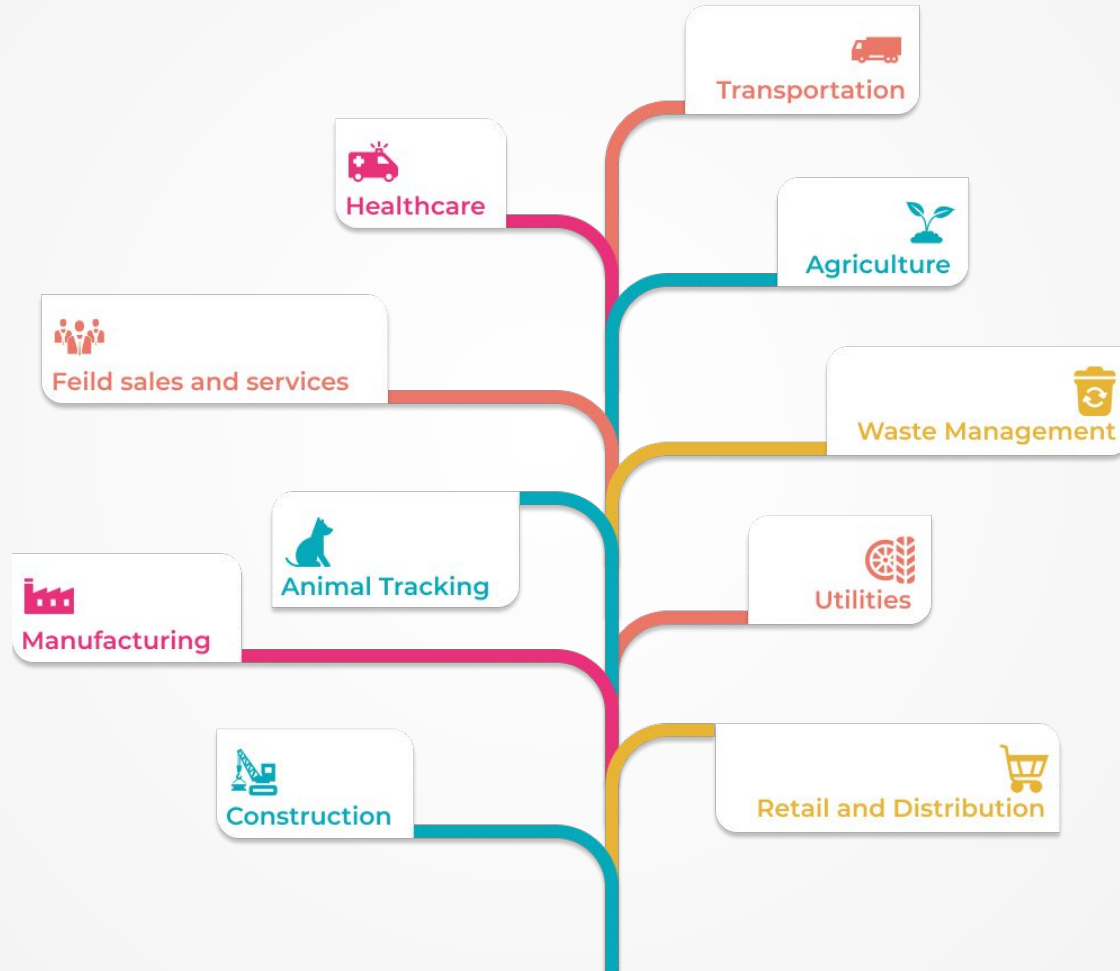 Transportation
Healthcare
Agriculture
Feild sales and services
Waste Management
Animal Tracking
Utilities
Manufacturing
Retail and Distribution
Construction